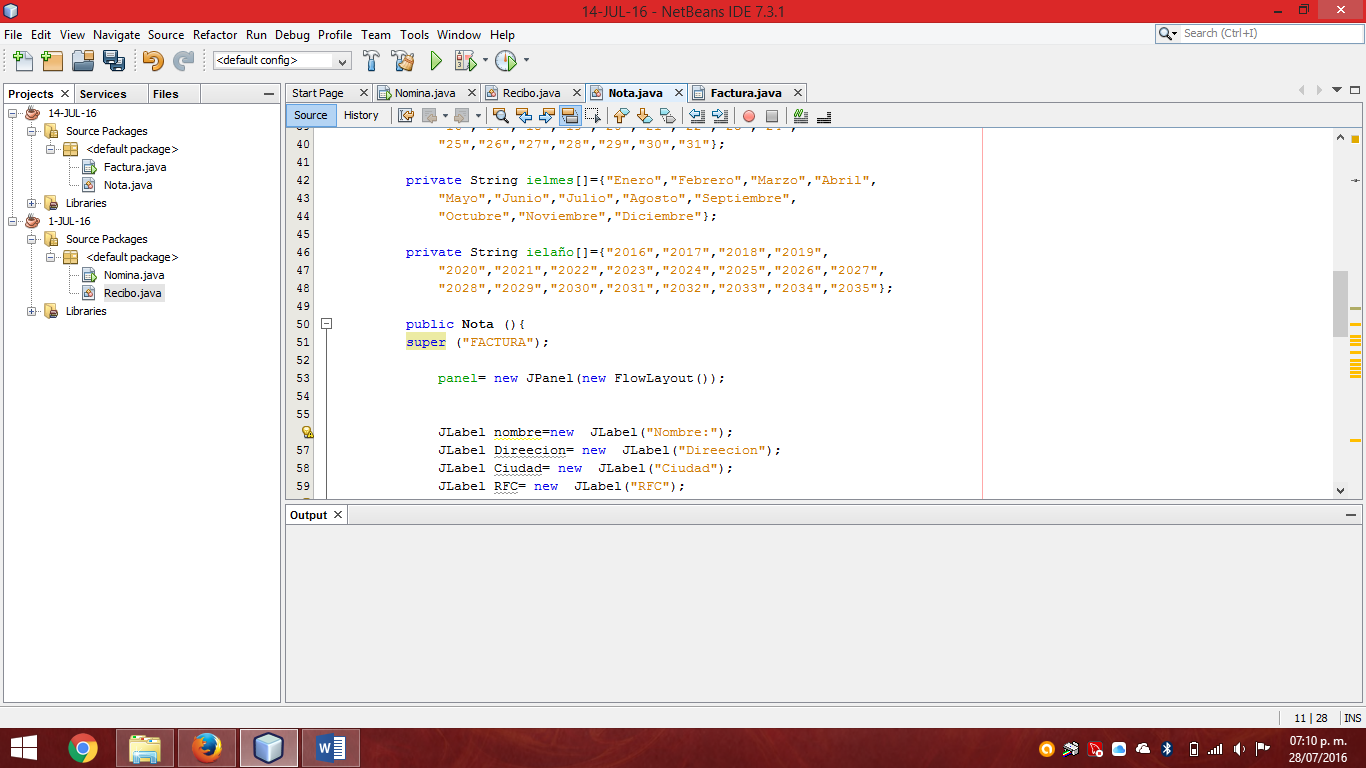 14-JUL-16 - NetBeans IDE 7.3.1
File Edit View Navigate Source Refactor Run Debug Profile Team Tools Window Help
Search (Ctrl+I)
<default config>
Projects Services Files
14-JUL-16
Source Packages
<default package>
Factura.java
Nota.java
Libraries
1-JUL-16
Source Packages
<default package>
Nomina.java
Recibo.java
Libraries
Start Page Nomina.java Recibo.java Nota.java Factura.java
Source History
40 "25","26","27","28","29","30","31"};
41
42 private String ielmes[]={"Enero","Febrero","Marzo","Abril",
43 "Mayo","Junio","Julio","Agosto","Septiembre",
44 "Octubre","Noviembre","Diciembre"};
45
46 private String ielaño[]={"2016","2017","2018","2019",
47 "2020","2021","2022","2023","2024","2025","2026","2027",
48 "2028","2029","2030","2031","2032","2033","2034","2035"};
49
50 public Nota (){
51 super ("FACTURA");
52
53 panel= new JPanel(new FlowLayout());
54
55
JLabel nombre=new JLabel("Nombre:");
57 JLabel Direecion= new JLabel("Direecion");
58 JLabel Ciudad= new JLabel("Ciudad");
59 JLabel RFC= new JLabel("RFC");
Output
11 | 28 INS
07:10 p. m.
28/07/2016